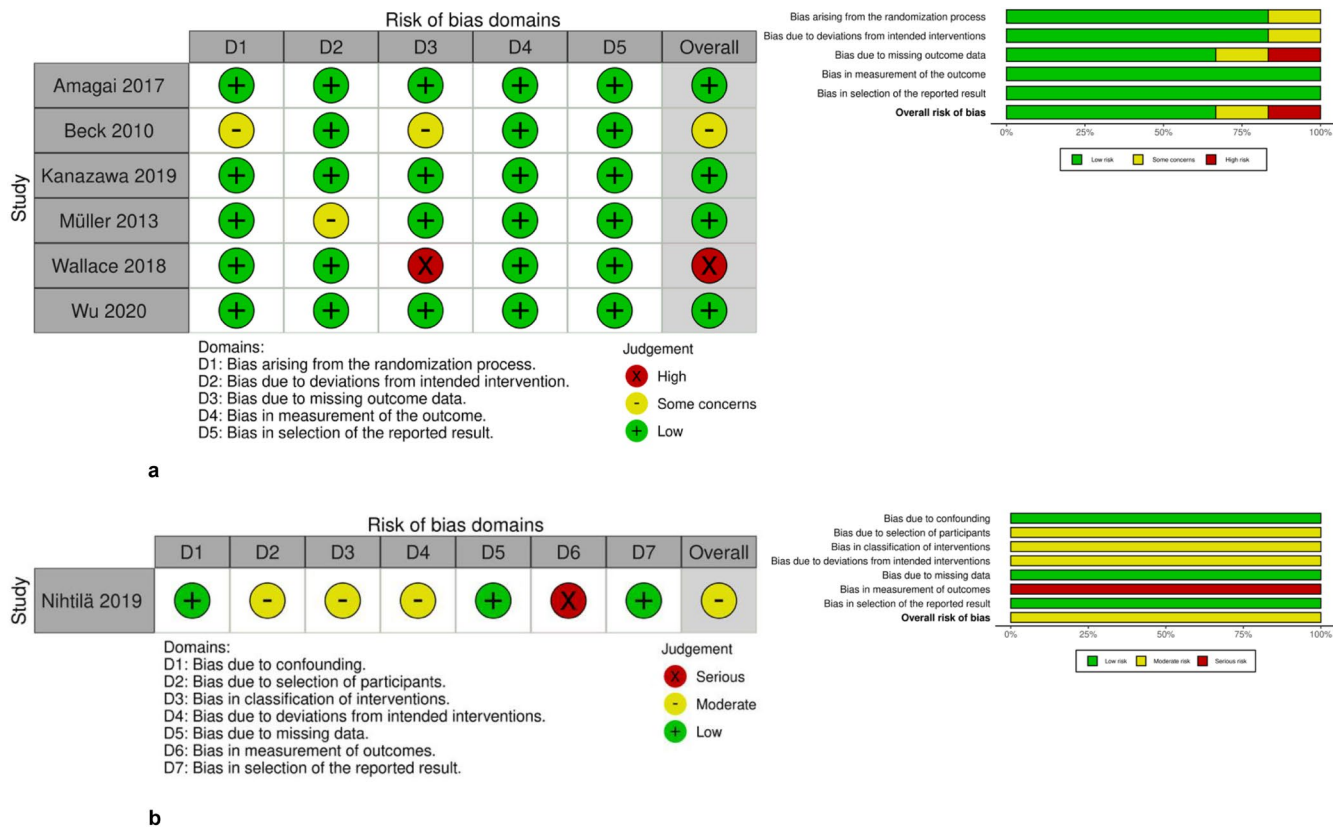 Risk of bias domains
D1 D2 D3 D4 D5 Overall
Study
Amagai 2017 + + + + + +
Beck 2010 - + - + + -
Kanazawa 2019 + + + + + +
Müller 2013 + - + + + +
Wallace 2018 + + X + + X
Wu 2020 + + + + + +
Domains:
D1: Bias arising from the randomization process.
D2: Bias due to deviations from intended intervention.
D3: Bias due to missing outcome data.
D4: Bias in measurement of the outcome.
D5: Bias in selection of the reported result.
Judgement
X High
- Some concerns
+ Low
Bias arising from the randomization process
Bias due to deviations from intended interventions
Bias due to missing outcome data
Bias in measurement of the outcome
Bias in selection of the reported result
Overall risk of bias
0% 25% 50% 75% 100%
Low risk Some concerns High risk
a
Risk of bias domains
D1 D2 D3 D4 D5 D6 D7 Overall
Study
Nihtilä 2019 + - - - + X + -
Domains:
D1: Bias due to confounding.
D2: Bias due to selection of participants.
D3: Bias in classification of interventions.
D4: Bias due to deviations from intended interventions.
D5: Bias due to missing data.
D6: Bias in measurement of outcomes.
D7: Bias in selection of the reported result.
Judgement
X Serious
- Moderate
+ Low
Bias due to confounding
Bias due to selection of participants
Bias in classification of interventions
Bias due to deviations from intended interventions
Bias due to missing data
Bias in measurement of outcomes
Bias in selection of the reported result
Overall risk of bias
0% 25% 50% 75% 100%
Low risk Moderate risk Serious risk
b